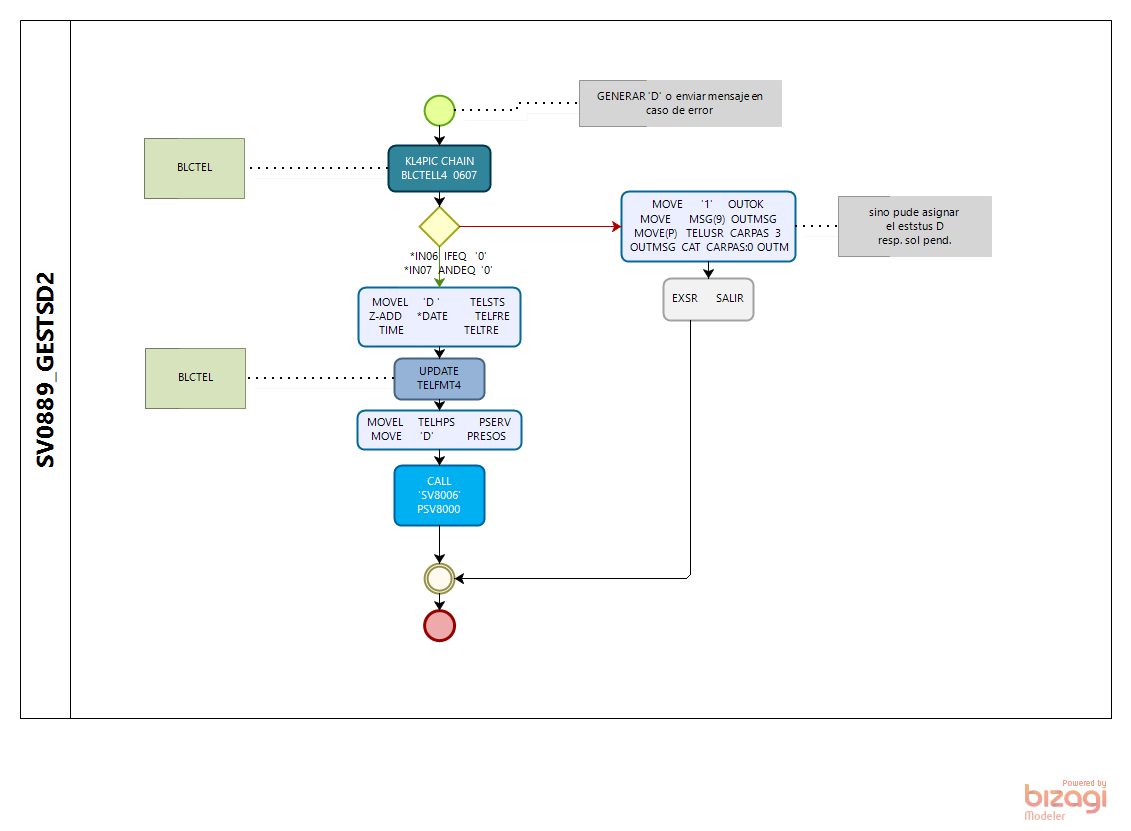 SV0889_GESTSD2
GENERAR 'D' o enviar mensaje en
caso de error
BLCTEL
KL4PIC CHAIN
BLCTELL4 0607
*IN06 IFEQ '0'
*IN07 ANDEQ '0'
MOVE '1' OUTOK
MOVE MSG(9) OUTMSG
MOVE(P) TELUSR CARPAS 3
OUTMSG CAT CARPAS:0 OUTM
sino pude asignar
el eststus D
resp. sol pend.
EXSR SALIR
MOVEL 'D ' TELSTS
Z-ADD *DATE TELFRE
TIME TELTRE
BLCTEL
UPDATE
TELFMT4
MOVEL TELHPS PSERV
MOVE 'D' PRESOS
CALL
'SV8006'
PSV8000
Powered by
bizagi
Modeler